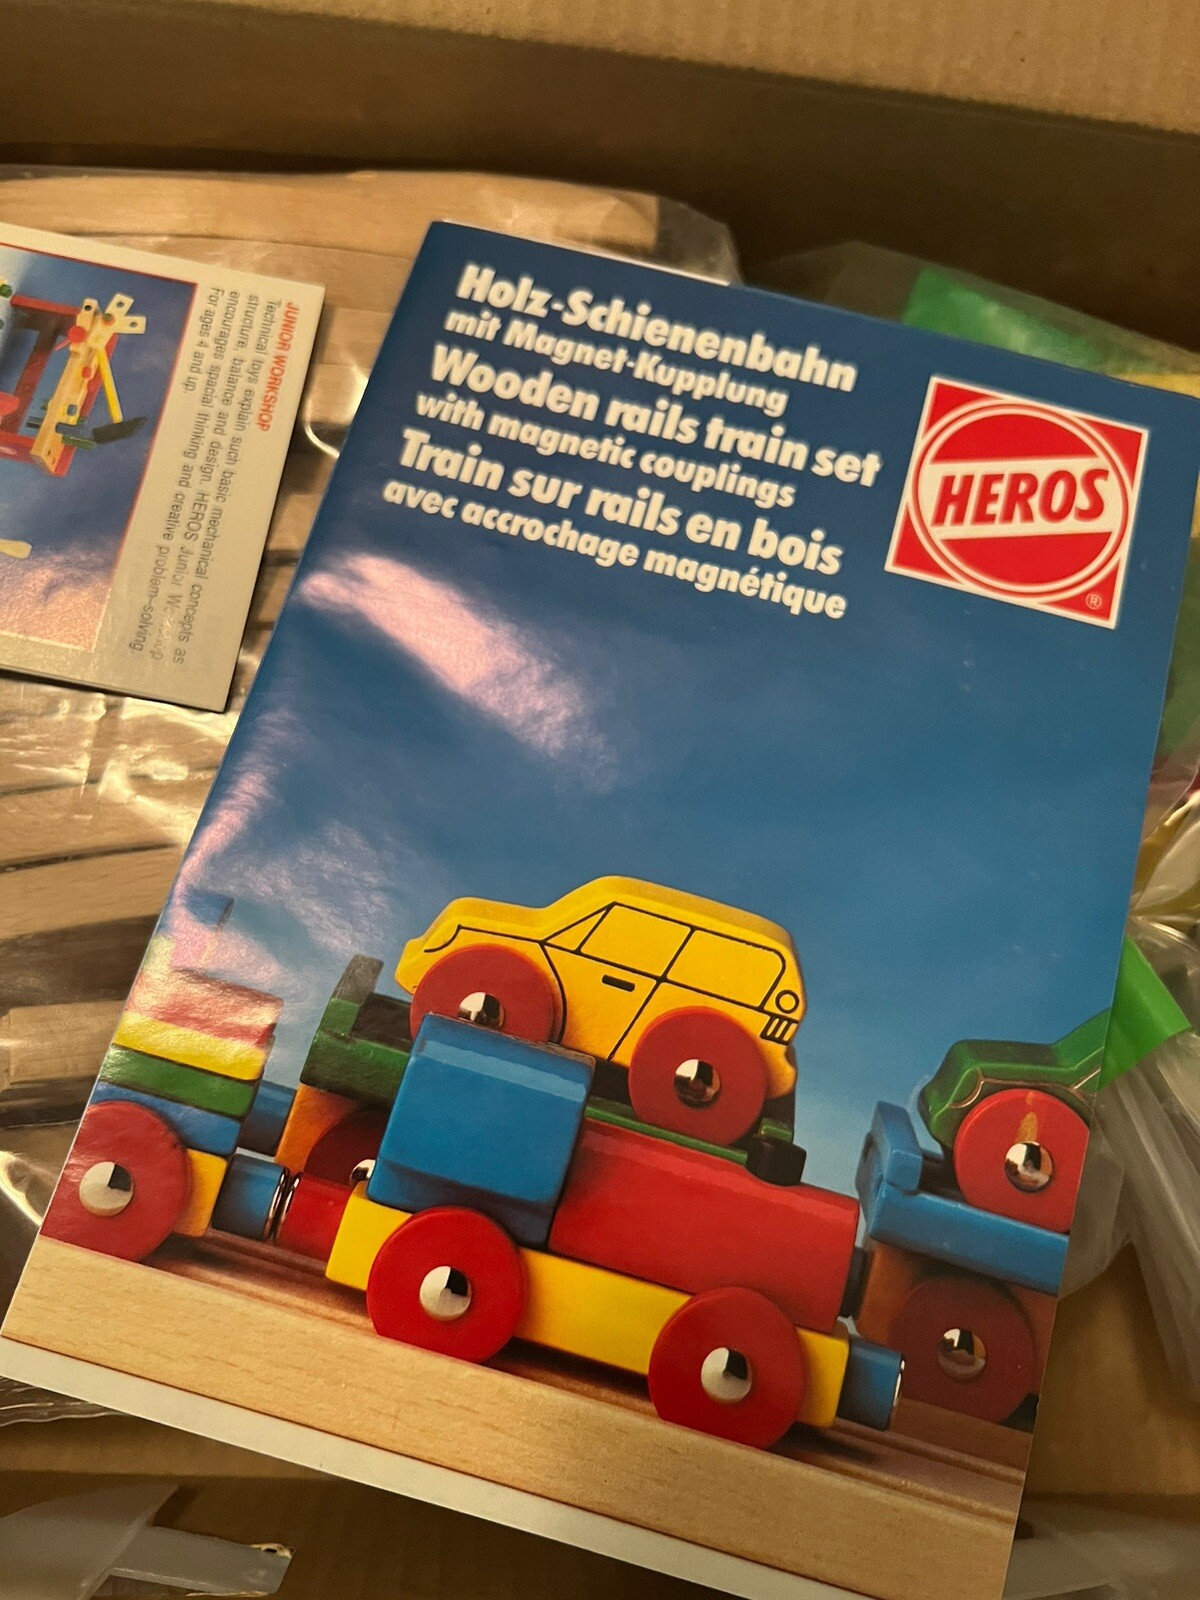 Holz-Schienenbahn
mit Magnet-Kupplung
Wooden rails train set
with magnetic couplings
Train sur rails en bois
avec accrochage magnétique
HEROS
®
JUNIOR WORKSHOP
Technical toys explain such basic mechanical concepts as
structure, balance and design. HEROS Junior
encourages spacial thinking and creative problem-solving.
For ages 4 and up.